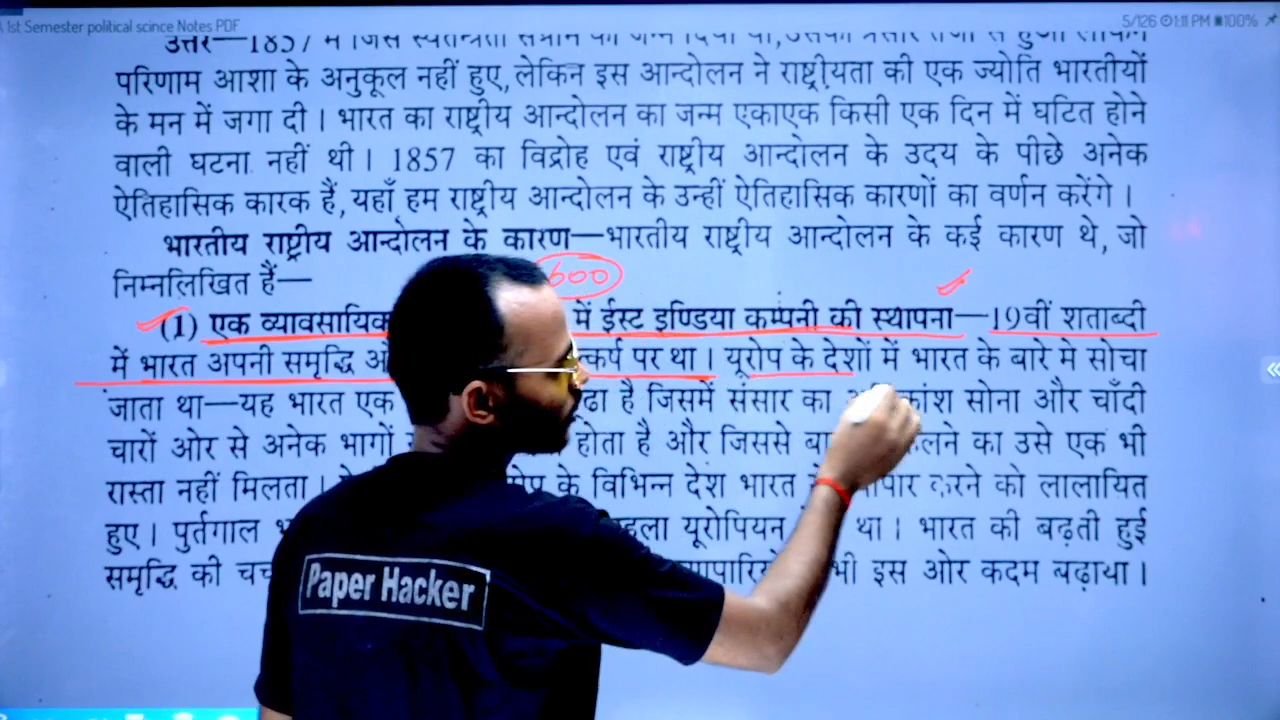 1st Semester political scince Notes PDF
5/126 1:11 PM 100%
उत्तर—1857
परिणाम आशा के अनुकूल नहीं हुए, लेकिन इस आन्दोलन ने राष्ट्रीयता की एक ज्योति भारतीयों
के मन में जगा दी । भारत का राष्ट्रीय आन्दोलन का जन्म एकाएक किसी एक दिन में घटित होने
वाली घटना नहीं थी । 1857 का विद्रोह एवं राष्ट्रीय आन्दोलन के उदय के पीछे अनेक
ऐतिहासिक कारक हैं, यहाँ हम राष्ट्रीय आन्दोलन के उन्हीं ऐतिहासिक कारणों का वर्णन करेंगे ।
भारतीय राष्ट्रीय आन्दोलन के कारण—भारतीय राष्ट्रीय आन्दोलन के कई कारण थे, जो
निम्नलिखित हैं—
600
(1) एक व्यावसायिक में ईस्ट इण्डिया कम्पनी की स्थापना—19वीं शताब्दी
में भारत अपनी समृद्धि पर था । यूरोप के देशों में भारत के बारे मे सोचा
जाता था—यह भारत एक है जिसमें संसार का सोना और चाँदी
चारों ओर से अनेक भागों होता है और जिससे का उसे एक भी
रास्ता नहीं मिलता । के विभिन्न देश भारत करने को लालायित
हुए । पुर्तगाल यूरोपियन था । भारत की बढ़ती हुई
समृद्धि की भी इस ओर कदम बढ़ाया ।
Paper Hacker